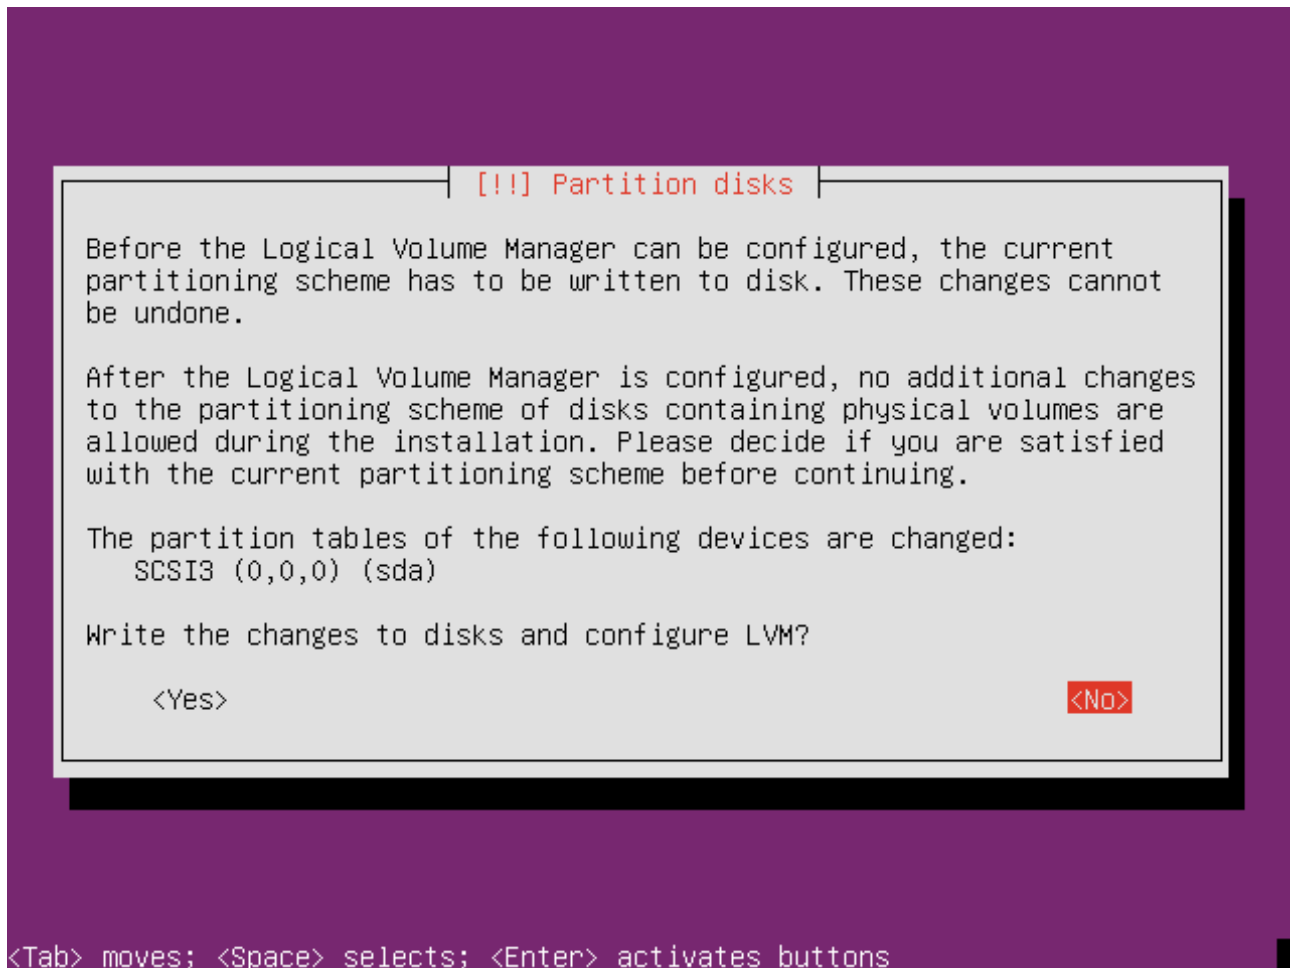 [!!] Partition disks
Before the Logical Volume Manager can be configured, the current
partitioning scheme has to be written to disk. These changes cannot
be undone.
After the Logical Volume Manager is configured, no additional changes
to the partitioning scheme of disks containing physical volumes are
allowed during the installation. Please decide if you are satisfied
with the current partitioning scheme before continuing.
The partition tables of the following devices are changed:
SCSI3 (0,0,0) (sda)
Write the changes to disks and configure LVM?
<Yes> <No>
<Tab> moves; <Space> selects; <Enter> activates buttons